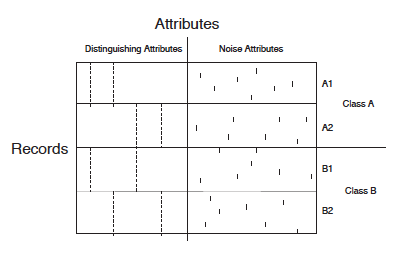 Attributes
Distinguishing Attributes
Noise Attributes
A1
Class A
A2
Records
B1
Class B
B2